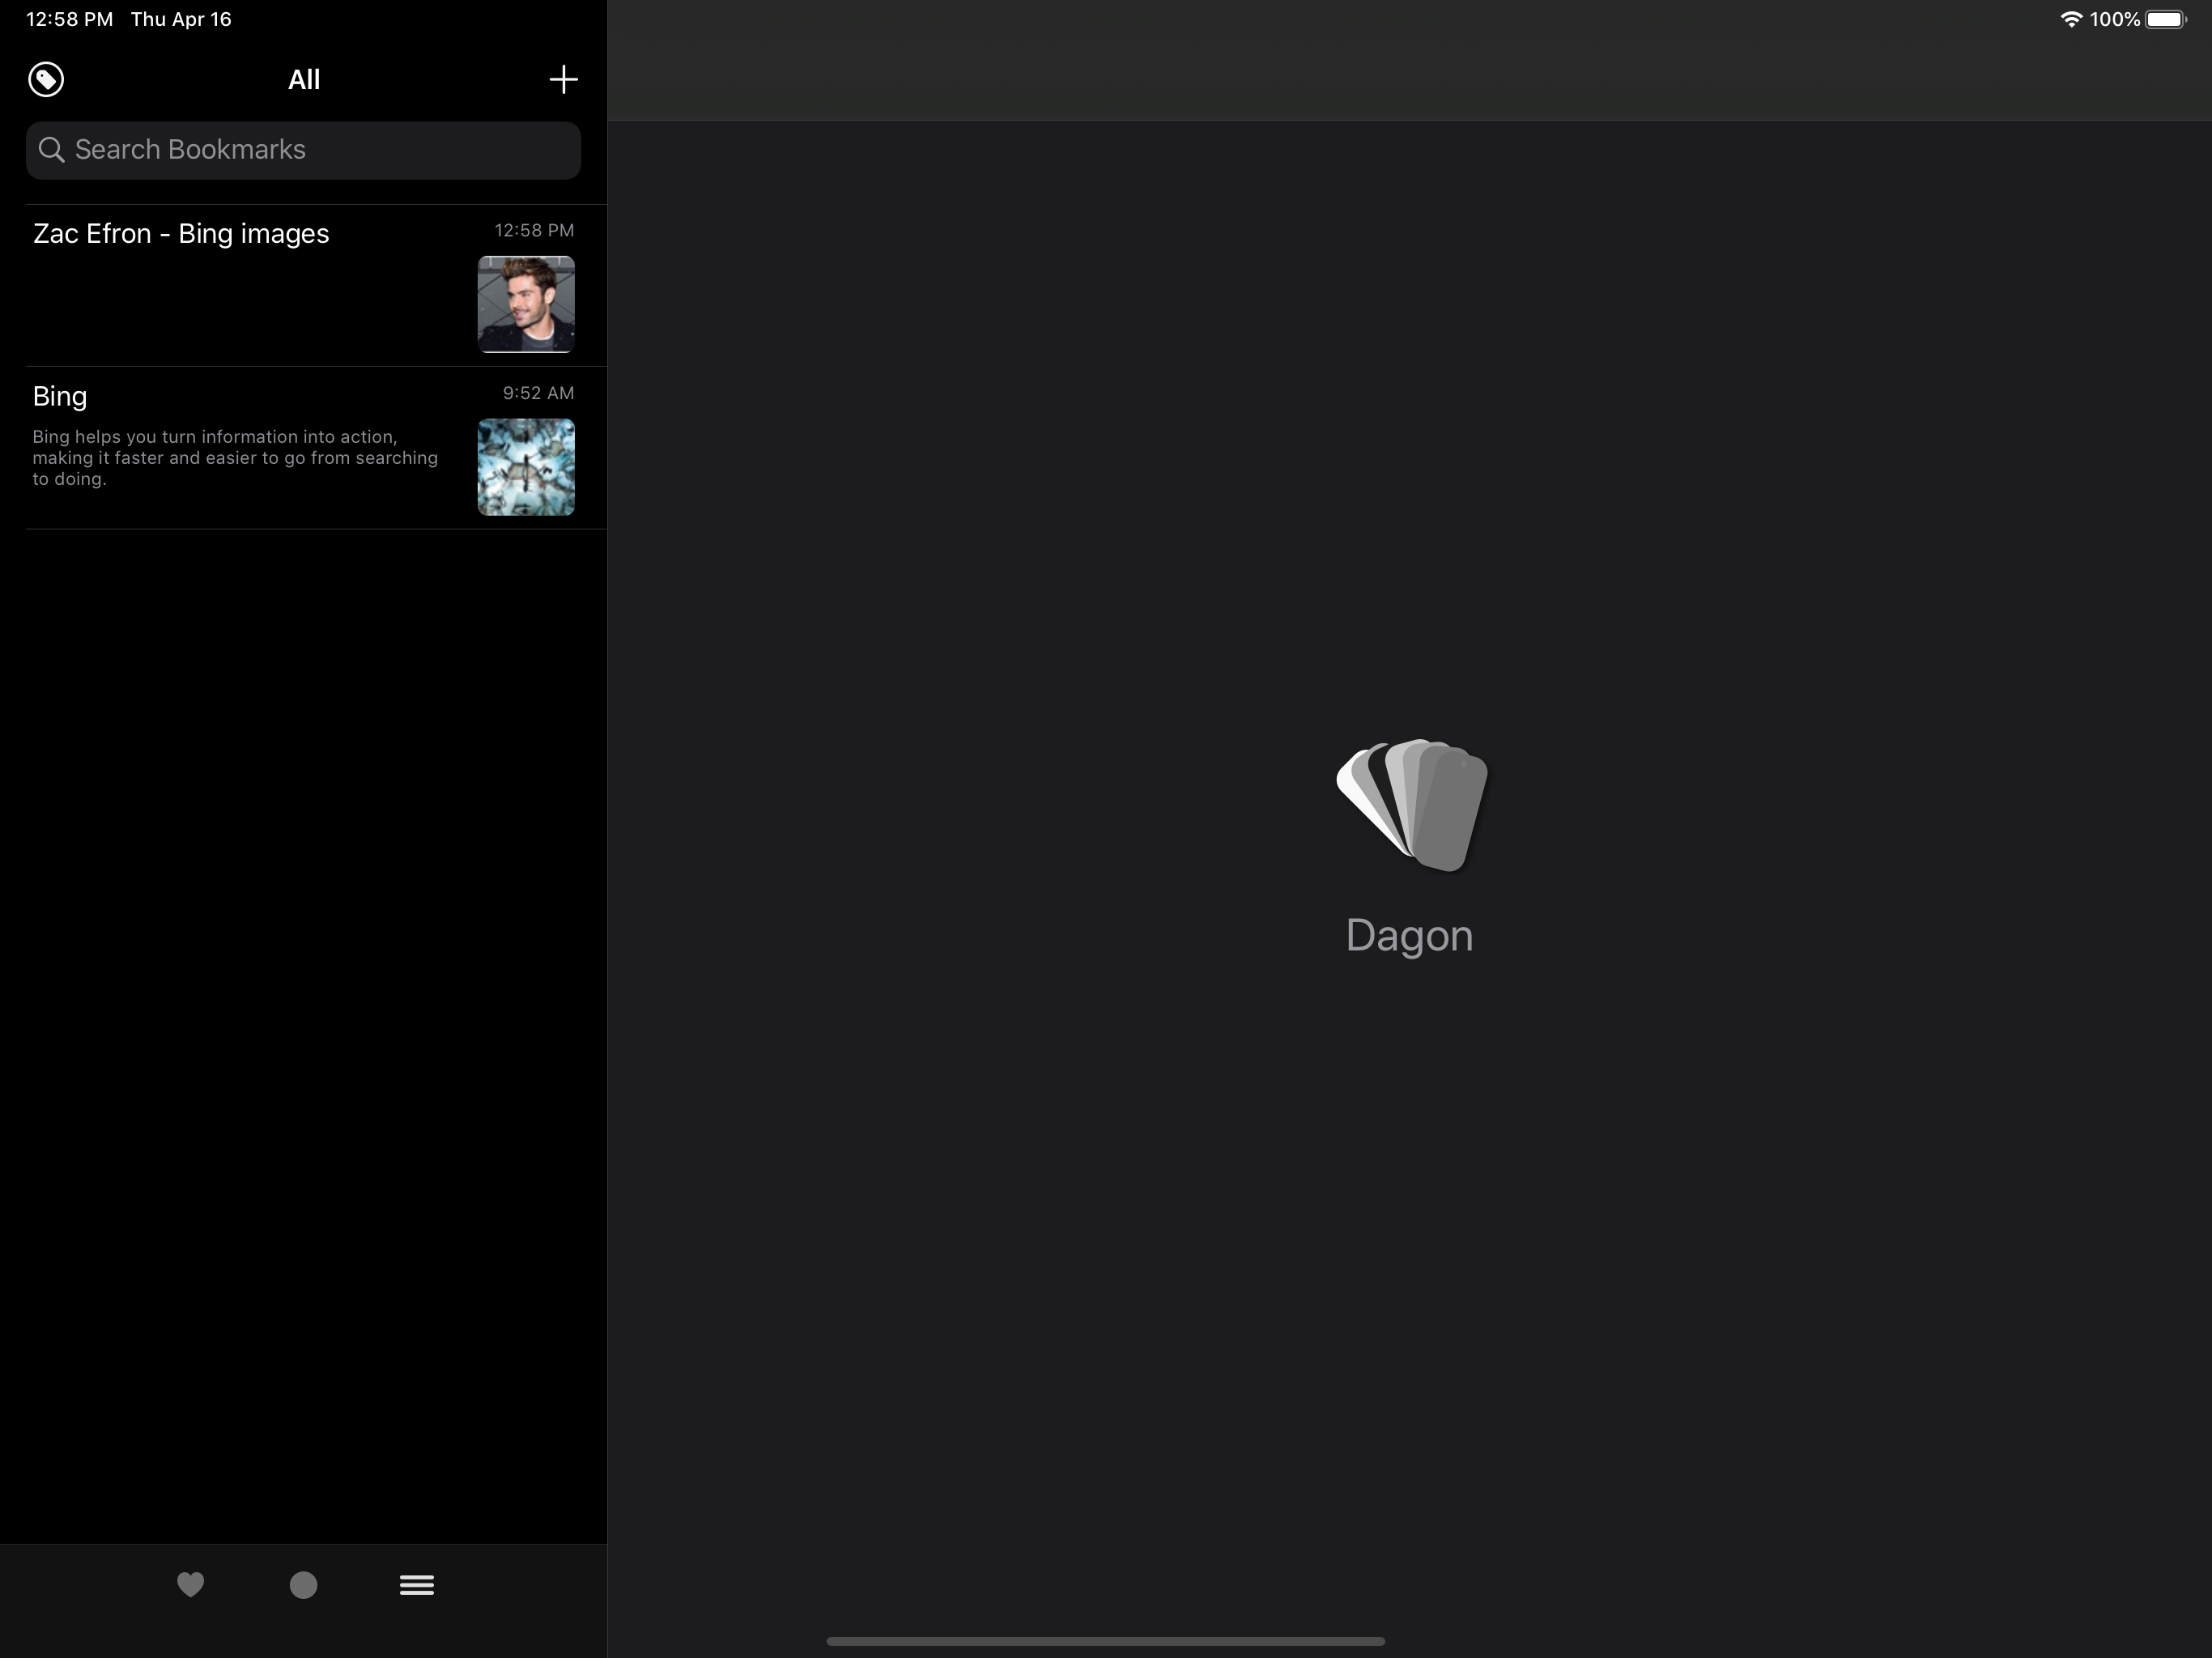 12:58 PM Thu Apr 16
100%
All
Search Bookmarks
Zac Efron - Bing images
12:58 PM
Bing
9:52 AM
Bing helps you turn information into action,
making it faster and easier to go from searching
to doing.
Dagon